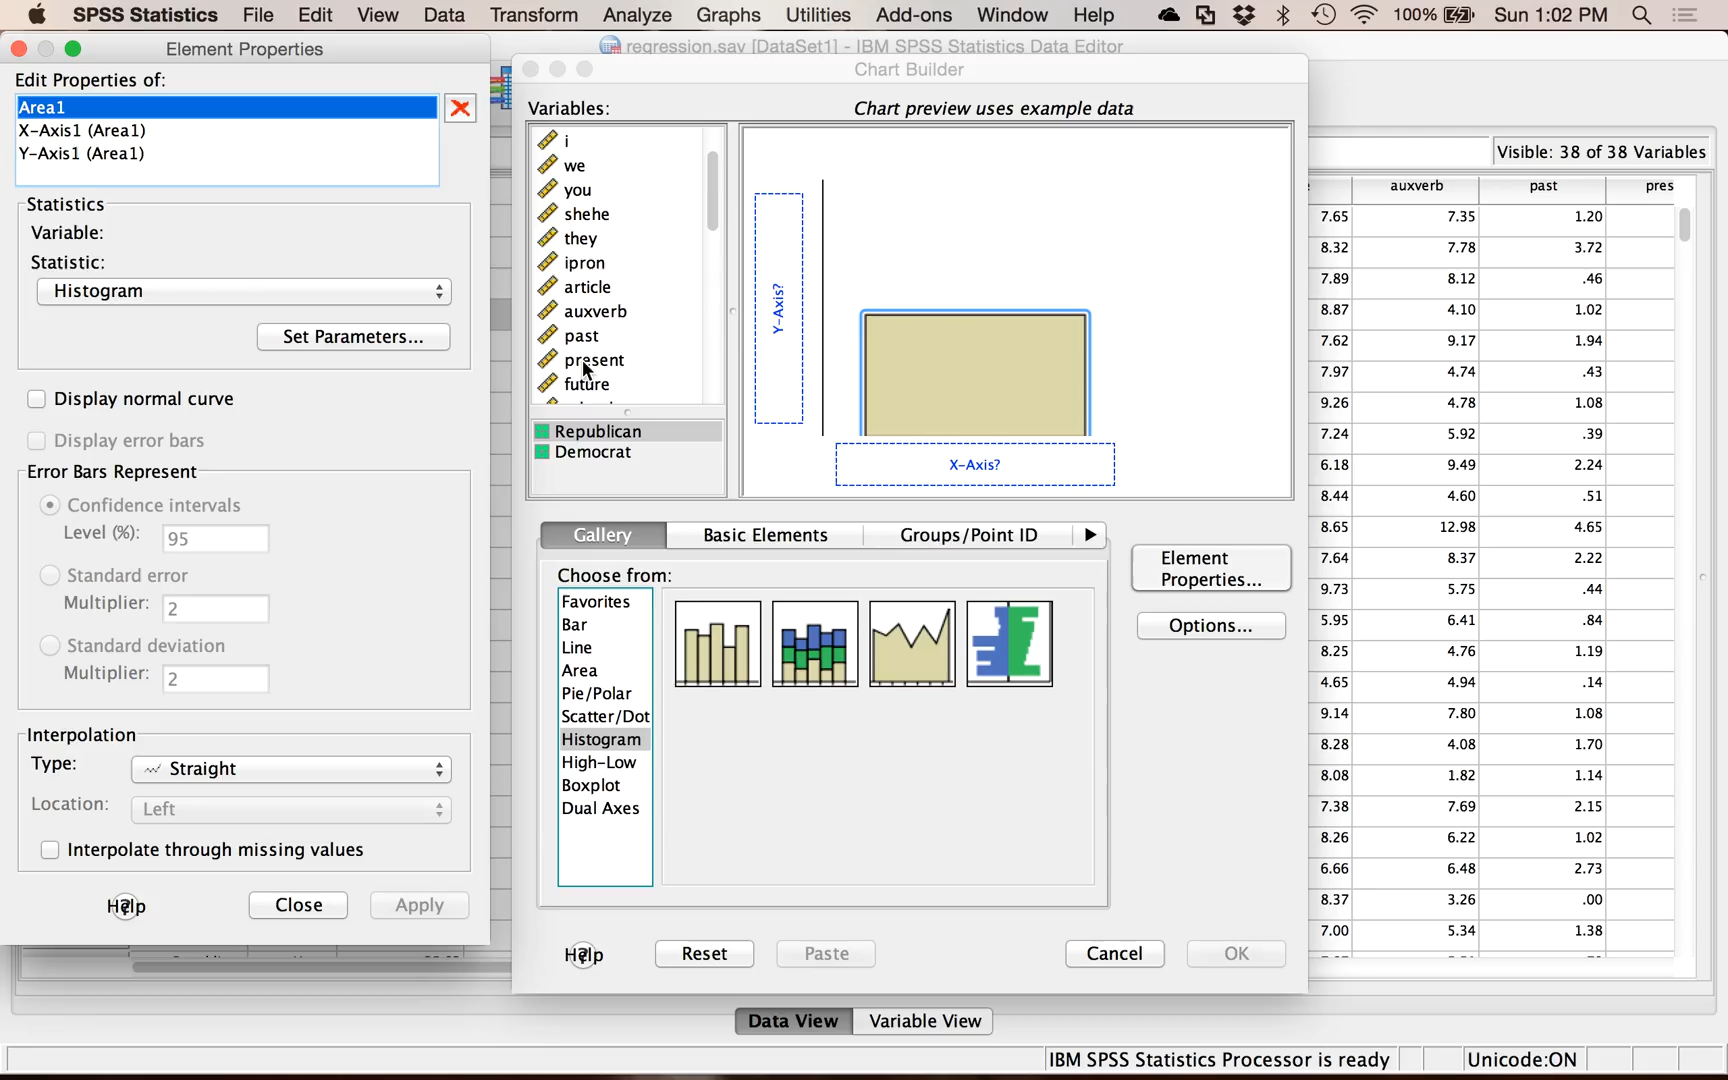 SPSS Statistics File Edit View Data Transform Analyze Graphs Utilities Add-ons Window Help 100% Sun 1:02 PM
regression.sav [DataSet1] - IBM SPSS Statistics Data Editor
Element Properties
Edit Properties of:
Area1
X-Axis1 (Area1)
Y-Axis1 (Area1)
Statistics
Variable:
Statistic:
Histogram
Set Parameters...
Display normal curve
Display error bars
Error Bars Represent
Confidence intervals
Level (%): 95
Standard error
Multiplier: 2
Standard deviation
Multiplier: 2
Interpolation
Type: Straight
Location: Left
Interpolate through missing values
Help Close Apply
Chart Builder
Variables:
Chart preview uses example data
i
we
you
shehe
they
ipron
article
auxverb
past
present
future
Republican
Democrat
Y-Axis?
X-Axis?
Gallery Basic Elements Groups/Point ID
Choose from:
Favorites
Bar
Line
Area
Pie/Polar
Scatter/Dot
Histogram
High-Low
Boxplot
Dual Axes
Element Properties...
Options...
Help Reset Paste Cancel OK
Visible: 38 of 38 Variables
auxverb past pres
7.65 7.35 1.20
8.32 7.78 3.72
7.89 8.12 .46
8.87 4.10 1.02
7.62 9.17 1.94
7.97 4.74 .43
9.26 4.78 1.08
7.24 5.92 .39
6.18 9.49 2.24
8.44 4.60 .51
8.65 12.98 4.65
7.64 8.37 2.22
9.73 5.75 .44
5.95 6.41 .84
8.25 4.76 1.19
4.65 4.94 .14
9.14 7.80 1.08
8.28 4.08 1.70
8.08 1.82 1.14
7.38 7.69 2.15
8.26 6.22 1.02
6.66 6.48 2.73
8.37 3.26 .00
7.00 5.34 1.38
Data View Variable View
IBM SPSS Statistics Processor is ready Unicode:ON